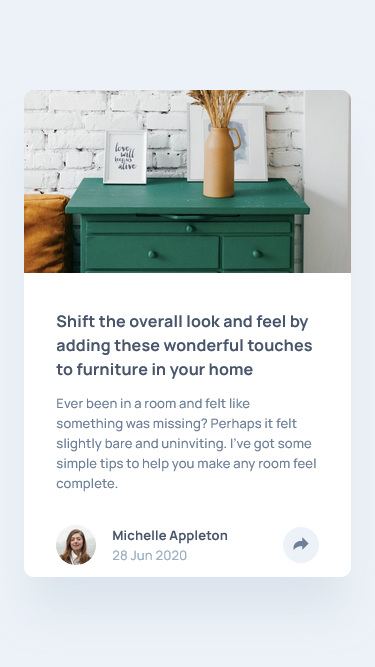 love
will
begins
alive
Shift the overall look and feel by
adding these wonderful touches
to furniture in your home
Ever been in a room and felt like
something was missing? Perhaps it felt
slightly bare and uninviting. I’ve got some
simple tips to help you make any room feel
complete.
Michelle Appleton
28 Jun 2020